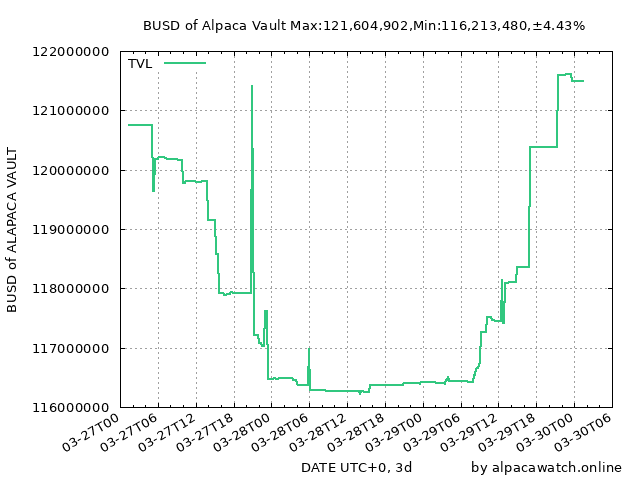 BUSD of Alpaca Vault Max:121,604,902,Min:116,213,480,±4.43%
TVL
122000000
121000000
120000000
119000000
118000000
117000000
116000000
BUSD of ALAPACA VAULT
03-27T00
03-27T06
03-27T12
03-27T18
03-28T00
03-28T06
03-28T12
03-28T18
03-29T00
03-29T06
03-29T12
03-29T18
03-30T00
03-30T06
DATE UTC+0, 3d
by alpacawatch.online